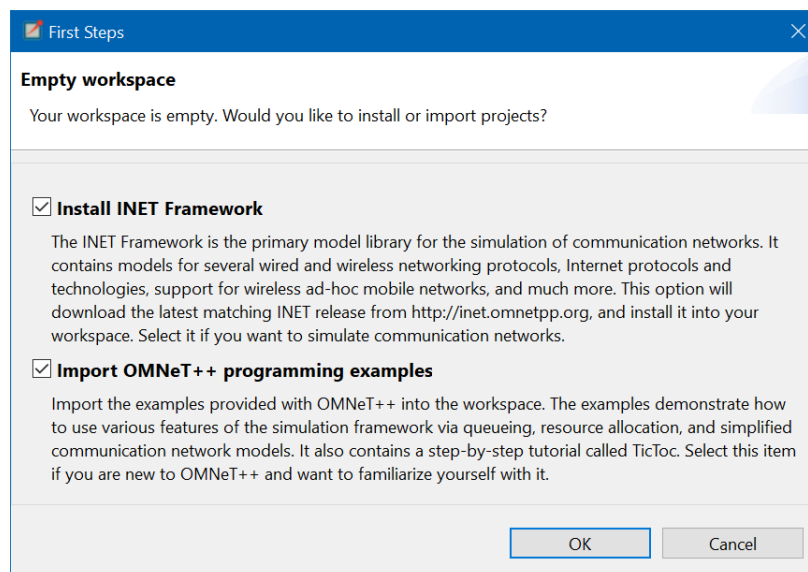 First Steps
Empty workspace
Your workspace is empty. Would you like to install or import projects?
Install INET Framework
The INET Framework is the primary model library for the simulation of communication networks. It
contains models for several wired and wireless networking protocols, Internet protocols and
technologies, support for wireless ad-hoc mobile networks, and much more. This option will
download the latest matching INET release from http://inet.omnetpp.org, and install it into your
workspace. Select it if you want to simulate communication networks.
Import OMNeT++ programming examples
Import the examples provided with OMNeT++ into the workspace. The examples demonstrate how
to use various features of the simulation framework via queueing, resource allocation, and simplified
communication network models. It also contains a step-by-step tutorial called TicToc. Select this item
if you are new to OMNeT++ and want to familiarize yourself with it.
OK Cancel